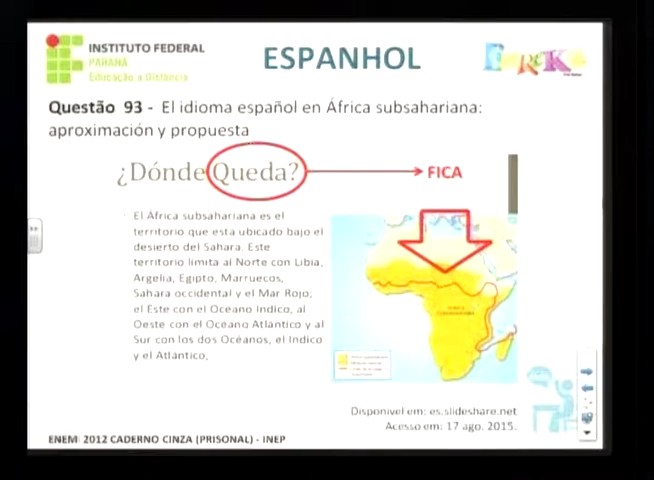 INSTITUTO FEDERAL
PARANÁ
Educação a Distância
ESPANHOL
Questão 93 - El idioma español en África subsahariana:
aproximación y propuesta
¿Dónde Queda?
FICA
El África subsahariana es el
territorio que esta ubicado bajo el
desierto del Sahara. Este
territorio limita al Norte con Libia,
Argelia, Egipto, Marruecos,
Sahara occidental y el Mar Rojo;
el Este con el Oceano Indico, al
Oeste con el Océano Atlántico y al
Sur con los dos Océanos, el Indico
y el Atlántico.
Disponivel em: es.slideshare.net
Acesso em: 17 ago. 2015.
ENEM 2012 CADERNO CINZA (PRISONAL) - INEP